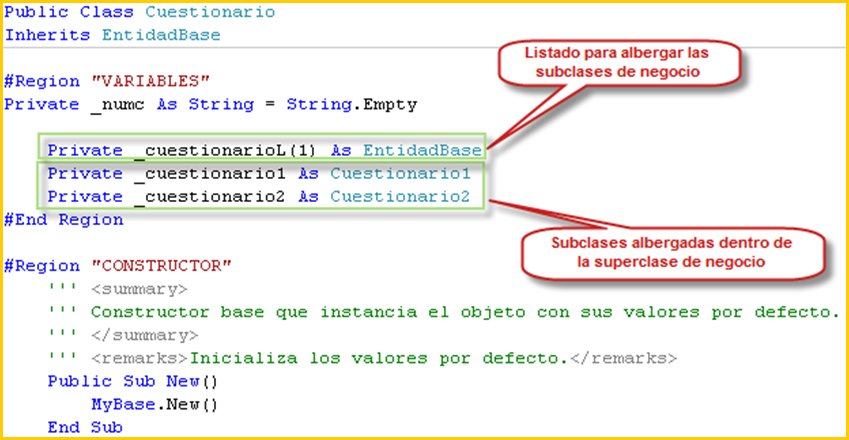 Public Class Cuestionario
Inherits EntidadBase
Listado para albergar las
subclases de negocio
#Region "VARIABLES"
Private _numc As String = String.Empty
Private _cuestionarioL(1) As EntidadBase
Private _cuestionario1 As Cuestionario1
Private _cuestionario2 As Cuestionario2
#End Region
Subclases albergadas dentro de
la superclase de negocio
#Region "CONSTRUCTOR"
''' <summary>
''' Constructor base que instancia el objeto con sus valores por defecto.
''' </summary>
''' <remarks>Inicializa los valores por defecto.</remarks>
Public Sub New()
MyBase.New()
End Sub